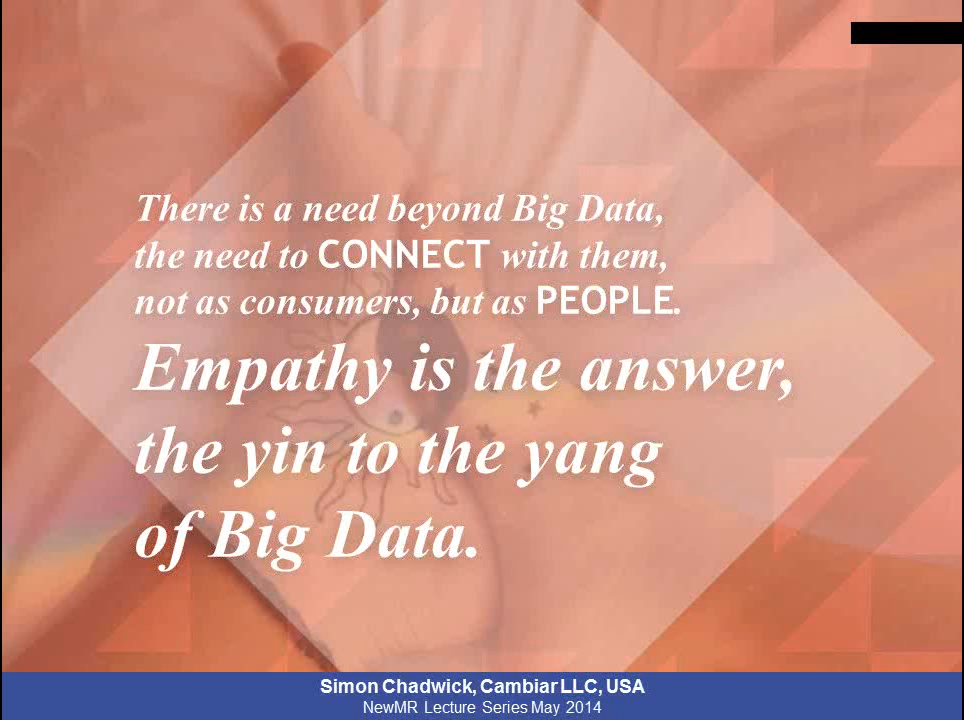 There is a need beyond Big Data,
the need to CONNECT with them,
not as consumers, but as PEOPLE.
Empathy is the answer,
the yin to the yang
of Big Data.
Simon Chadwick, Cambiar LLC, USA
NewMR Lecture Series May 2014